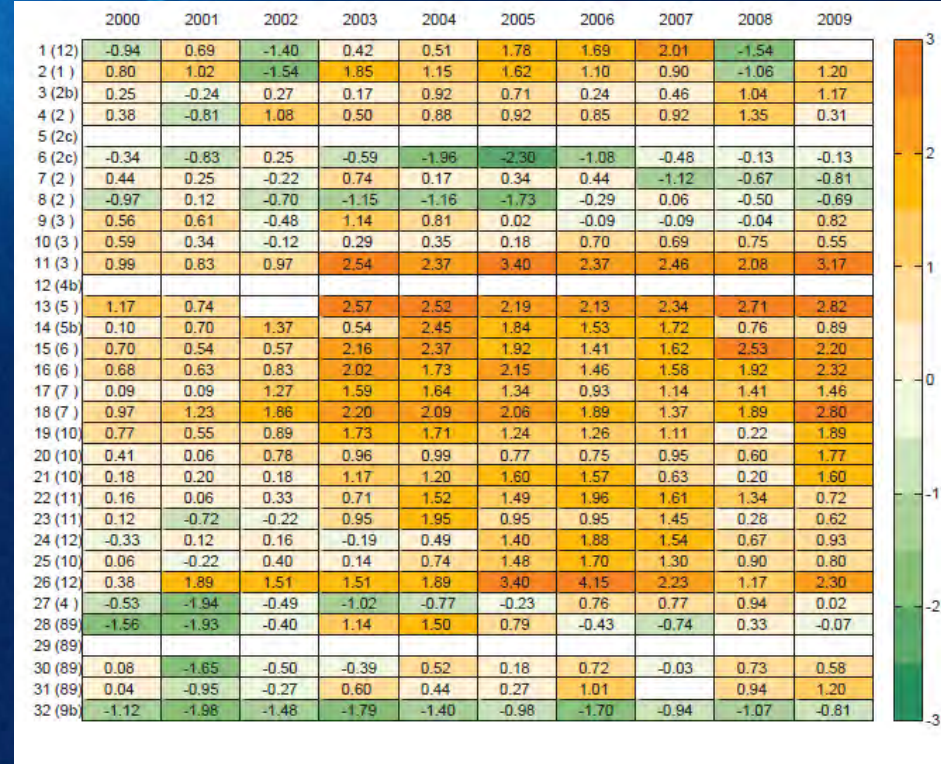 2000 2001 2002 2003 2004 2005 2006 2007 2008 2009
1 (12) -0.94 0.69 -1.40 0.42 0.51 1.78 1.69 2.01 -1.54
2 (1 ) 0.80 1.02 -1.54 1.85 1.15 1.62 1.10 0.90 -1.06 1.20
3 (2b) 0.25 -0.24 0.27 0.17 0.92 0.71 0.24 0.46 1.04 1.17
4 (2 ) 0.38 -0.81 1.08 0.50 0.88 0.92 0.85 0.92 1.35 0.31
5 (2c)
6 (2c) -0.34 -0.83 0.25 -0.59 -1.96 -2.30 -1.08 -0.48 -0.13 -0.13
7 (2 ) 0.44 0.25 -0.22 0.74 0.17 0.34 0.44 -1.12 -0.67 -0.81
8 (2 ) -0.97 0.12 -0.70 -1.15 -1.16 -1.73 -0.29 0.06 -0.50 -0.69
9 (3 ) 0.56 0.61 -0.48 1.14 0.81 0.02 -0.09 -0.09 -0.04 0.82
10 (3 ) 0.59 0.34 -0.12 0.29 0.35 0.18 0.70 0.69 0.75 0.55
11 (3 ) 0.99 0.83 0.97 2.54 2.37 3.40 2.37 2.46 2.08 3.17
12 (4b)
13 (5 ) 1.17 0.74 2.57 2.52 2.19 2.13 2.34 2.71 2.82
14 (5b) 0.10 0.70 1.37 0.54 2.45 1.84 1.53 1.72 0.76 0.89
15 (6 ) 0.70 0.54 0.57 2.16 2.37 1.92 1.41 1.62 2.53 2.20
16 (6 ) 0.68 0.63 0.83 2.02 1.73 2.15 1.46 1.58 1.92 2.32
17 (7 ) 0.09 0.09 1.27 1.59 1.64 1.34 0.93 1.14 1.41 1.46
18 (7 ) 0.97 1.23 1.86 2.20 2.09 2.06 1.89 1.37 1.89 2.80
19 (10) 0.77 0.55 0.89 1.73 1.71 1.24 1.26 1.11 0.22 1.89
20 (10) 0.41 0.06 0.78 0.96 0.99 0.77 0.75 0.95 0.60 1.77
21 (10) 0.18 0.20 0.18 1.17 1.20 1.60 1.57 0.63 0.20 1.60
22 (11) 0.16 0.06 0.33 0.71 1.52 1.49 1.96 1.61 1.34 0.72
23 (11) 0.12 -0.72 -0.22 0.95 1.95 0.95 0.95 1.45 0.28 0.62
24 (12) -0.33 0.12 0.16 -0.19 0.49 1.40 1.88 1.54 0.67 0.93
25 (10) 0.06 -0.22 0.40 0.14 0.74 1.48 1.70 1.30 0.90 0.80
26 (12) 0.38 1.89 1.51 1.51 1.89 3.40 4.15 2.23 1.17 2.30
27 (4 ) -0.53 -1.94 -0.49 -1.02 -0.77 -0.23 0.76 0.77 0.94 0.02
28 (89) -1.56 -1.93 -0.40 1.14 1.50 0.79 -0.43 -0.74 0.33 -0.07
29 (89)
30 (89) 0.08 -1.65 -0.50 -0.39 0.52 0.18 0.72 -0.03 0.73 0.58
31 (89) 0.04 -0.95 -0.27 0.60 0.44 0.27 1.01 0.94 1.20
32 (9b) -1.12 -1.98 -1.48 -1.79 -1.40 -0.98 -1.70 -0.94 -1.07 -0.81
3
2
1
0
-1
-2
-3